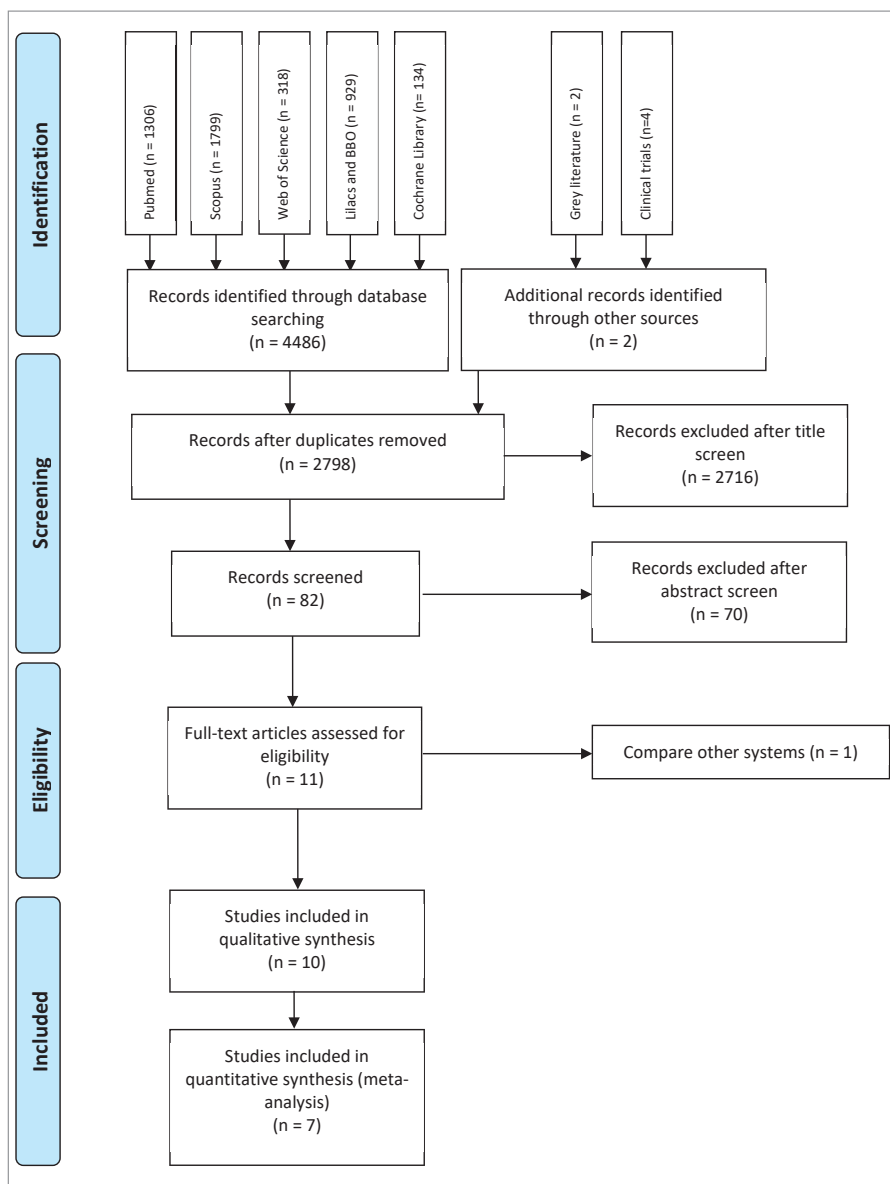 Identification
Pubmed (n = 1306)
Scopus (n = 1799)
Web of Science (n = 318)
Lilacs and BBO (n = 929)
Cochrane Library (n= 134)
Grey literature (n = 2)
Clinical trials (n=4)
Records identified through database
searching
(n = 4486)
Additional records identified
through other sources
(n = 2)
Screening
Records after duplicates removed
(n = 2798)
Records excluded after title
screen
(n = 2716)
Records screened
(n = 82)
Records excluded after
abstract screen
(n = 70)
Eligibility
Full-text articles assessed for
eligibility
(n = 11)
Compare other systems (n = 1)
Included
Studies included in
qualitative synthesis
(n = 10)
Studies included in
quantitative synthesis (meta-
analysis)
(n = 7)